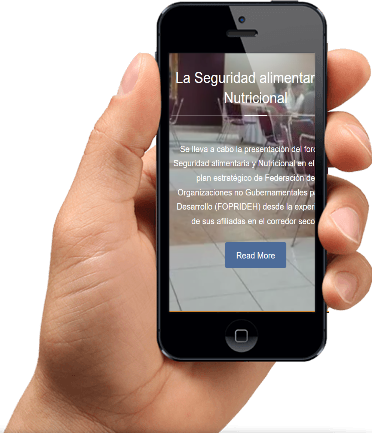 La Seguridad alimentar
Nutricional
Se lleva a cabo la presentación del for
Seguridad alimentaria y Nutricional en el
plan estratégico de Federación de
Organizaciones no Gubernamentales p
Desarrollo (FOPRIDEH) desde la exper
de sus afiliadas en el corredor seco
Read More